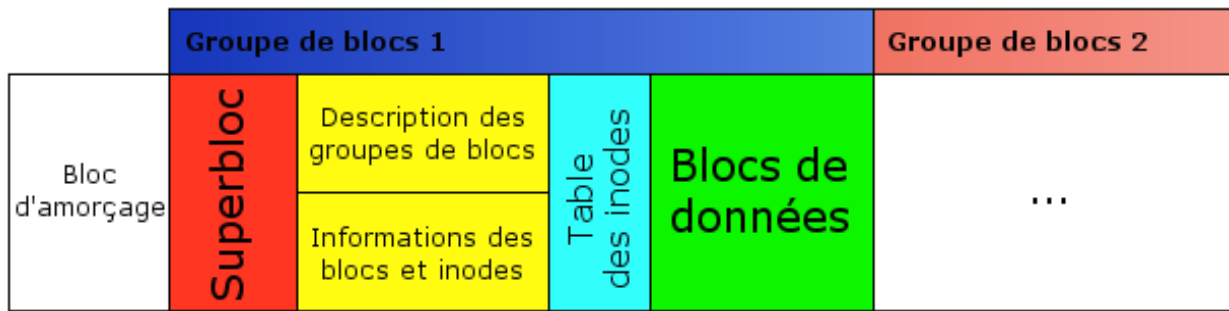 Groupe de blocs 1
Groupe de blocs 2
Bloc
d'amorçage
Superbloc
Description des
groupes de blocs
Informations des
blocs et inodes
Table
des inodes
Blocs de
données
...